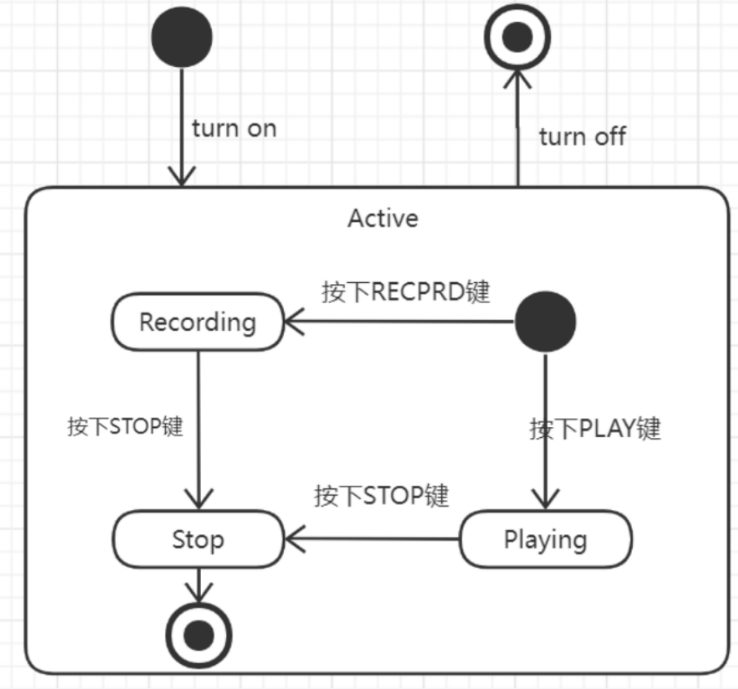 turn on
turn off
Active
按下RECPRD键
Recording
按下STOP键
按下PLAY键
按下STOP键
Stop
Playing